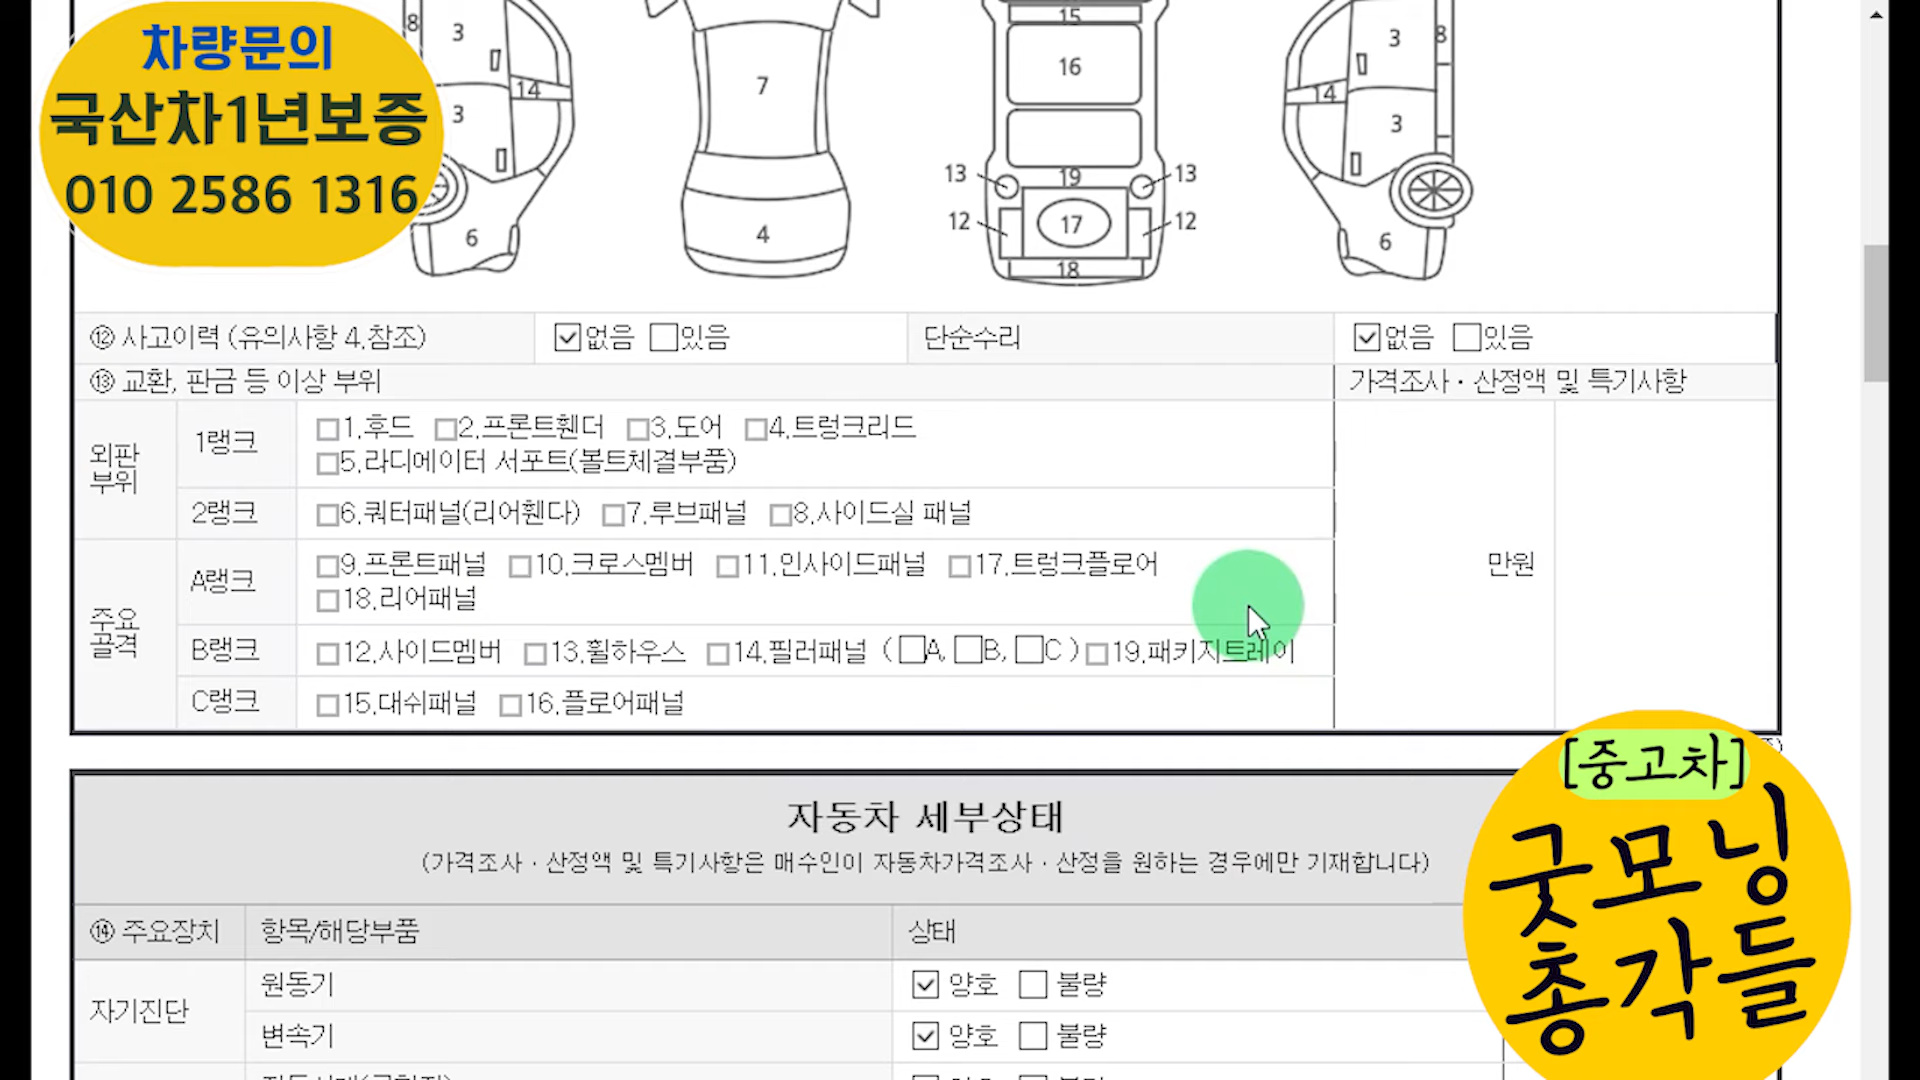 차량문의
국산차1년보증
010 2586 1316
8 3 14 3 6
7 4
15 16 13 19 13 12 17 12 18
3 8 14 3 6
⑫ 사고이력 (유의사항 4.참조) 없음 있음 단순수리 없음 있음
⑬ 교환, 판금 등 이상 부위 가격조사·산정액 및 특기사항
외판부위 1랭크 1.후드 2.프론트휀더 3.도어 4.트렁크리드
5.라디에이터 서포트(볼트체결부품)
2랭크 6.쿼터패널(리어휀다) 7.루브패널 8.사이드실 패널
주요골격 A랭크 9.프론트패널 10.크로스멤버 11.인사이드패널 17.트렁크플로어
18.리어패널
만원
B랭크 12.사이드멤버 13.휠하우스 14.필러패널 ( A, B, C ) 19.패키지트레이
C랭크 15.대쉬패널 16.플로어패널
자동차 세부상태
(가격조사·산정액 및 특기사항은 매수인이 자동차가격조사·산정을 원하는 경우에만 기재합니다)
⑭ 주요장치 항목/해당부품 상태
자기진단 원동기 양호 불량
변속기 양호 불량
[중고차]
굿모닝
총각들